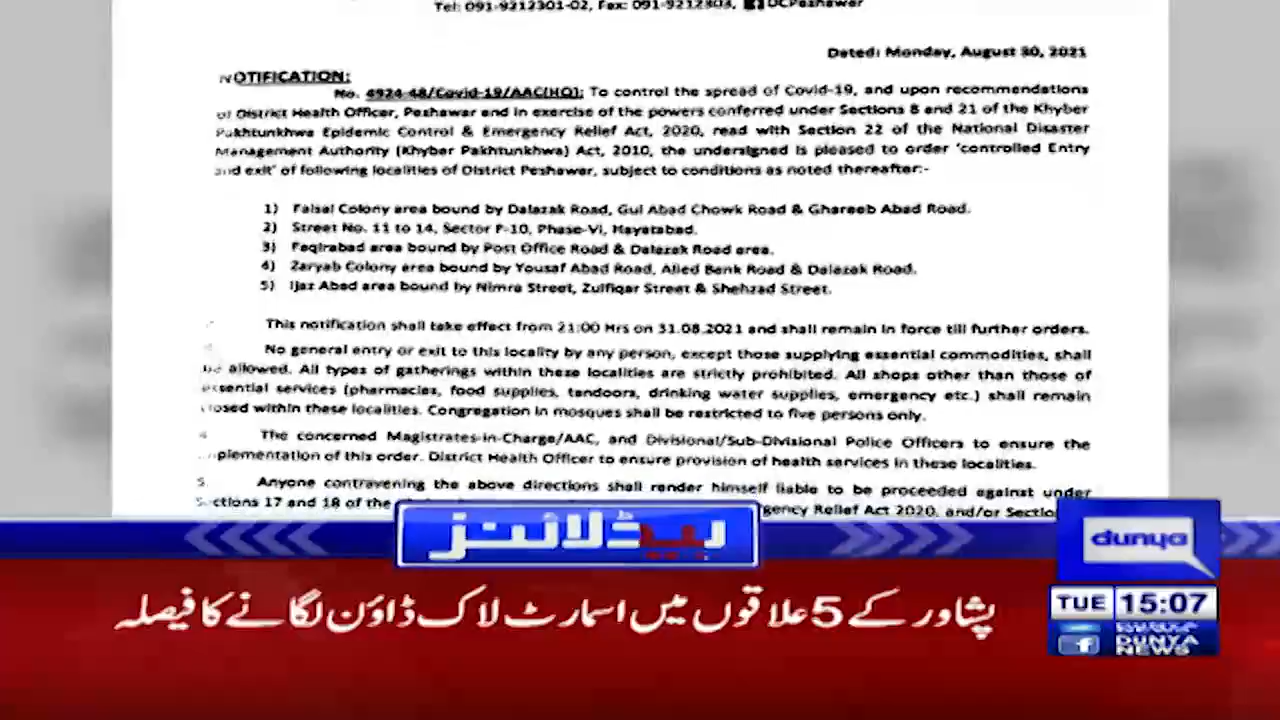 Tel: 091-9212301-02, Fax: 091-9212303, DCPeshawar
Dated: Monday, August 30, 2021
NOTIFICATION:
No. 4924-48/Covid-19/AAC(HQ): To control the spread of Covid-19, and upon recommendations
of District Health Officer, Peshawar and in exercise of the powers conferred under Sections 8 and 21 of the Khyber
Pakhtunkhwa Epidemic Control & Emergency Relief Act, 2020, read with Section 22 of the National Disaster
Management Authority (Khyber Pakhtunkhwa) Act, 2010, the undersigned is pleased to order 'controlled Entry
and exit' of following localities of District Peshawar, subject to conditions as noted thereafter:-
1) Faisal Colony area bound by Dalazak Road, Gul Abad Chowk Road & Ghareeb Abad Road.
2) Street No. 11 to 14, Sector F-10, Phase-VI, Hayatabad.
3) Faqirabad area bound by Post Office Road & Dalazak Road area.
4) Zaryab Colony area bound by Yousaf Abad Road, Allied Bank Road & Dalazak Road.
5) Ijaz Abad area bound by Nimra Street, Zulfiqar Street & Shehzad Street.
This notification shall take effect from 21:00 Hrs on 31.08.2021 and shall remain in force till further orders.
No general entry or exit to this locality by any person, except those supplying essential commodities, shall
be allowed. All types of gatherings within these localities are strictly prohibited. All shops other than those of
essential services (pharmacies, food supplies, tandoors, drinking water supplies, emergency etc.) shall remain
closed within these localities. Congregation in mosques shall be restricted to five persons only.
4 The concerned Magistrates-in-Charge/AAC, and Divisional/Sub-Divisional Police Officers to ensure the
implementation of this order. District Health Officer to ensure provision of health services in these localities.
5. Anyone contravening the above directions shall render himself liable to be proceeded against under
Sections 17 and 18 of the gency Relief Act 2020, and/or Section
ہیڈلائنز
dunya
پشاور کے 5 علاقوں میں اسمارٹ لاک ڈاؤن لگانے کا فیصلہ
TUE 15:07
DUNYA
NEWS